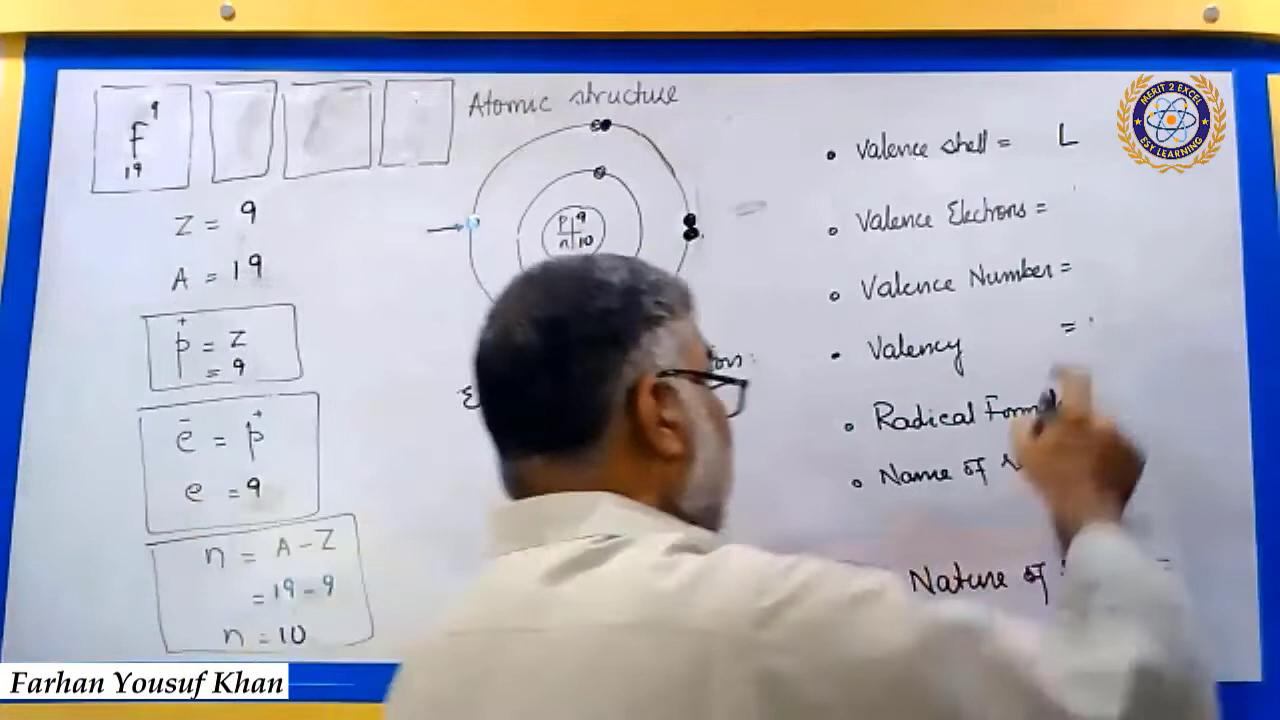 9
F
19
Z = 9
A = 19
+
p = Z
= 9
ē = p⁺
e = 9
n = A - Z
= 19 - 9
n = 10
Atomic structure
p 9
n 10
• Valence Shell = L
• Valence Electrons =
• Valence Number =
• Valency =
• Radical
• Name of
Nature of =
MERIT 2 EXCEL
ESY LEARNING
Farhan Yousuf Khan